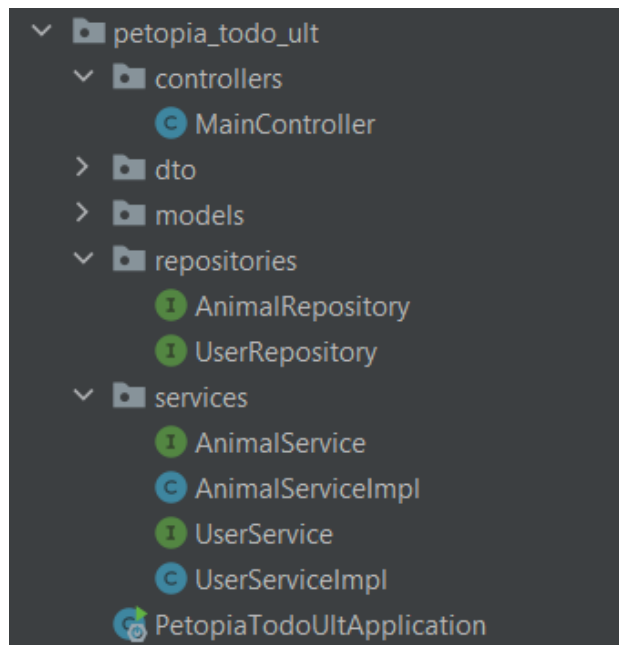 petopia_todo_ult
controllers
C MainController
dto
models
repositories
I AnimalRepository
I UserRepository
services
I AnimalService
C AnimalServiceImpl
I UserService
C UserServiceImpl
PetopiaTodoUltApplication